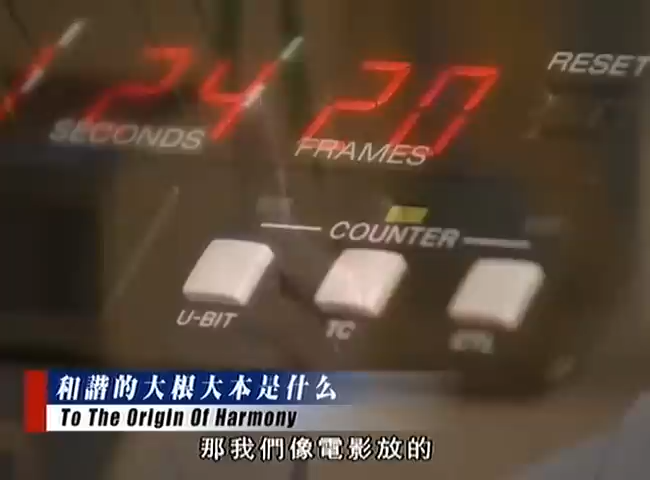 24 20
RESET
SECONDS
FRAMES
COUNTER
U-BIT
TC
CTL
和諧的大根大本是什么
To The Origin Of Harmony
那我們像電影放的